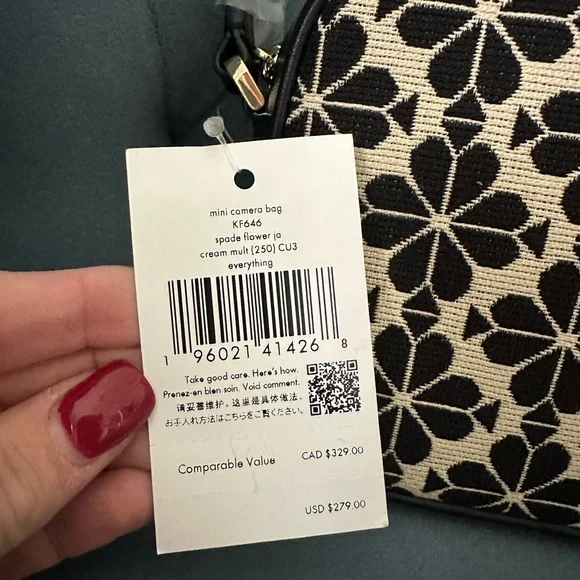 mini camera bag
KF646
spade flower ja
cream mult (250) CU3
everything
1 96021 41426 8
Take good care. Here's how.
Prenez-en bien soin. Voici comment.
请妥善维护。这里是具体做法。
お手入れ方法はこちらをご覧ください。
Comparable Value CAD $329.00
USD $279.00